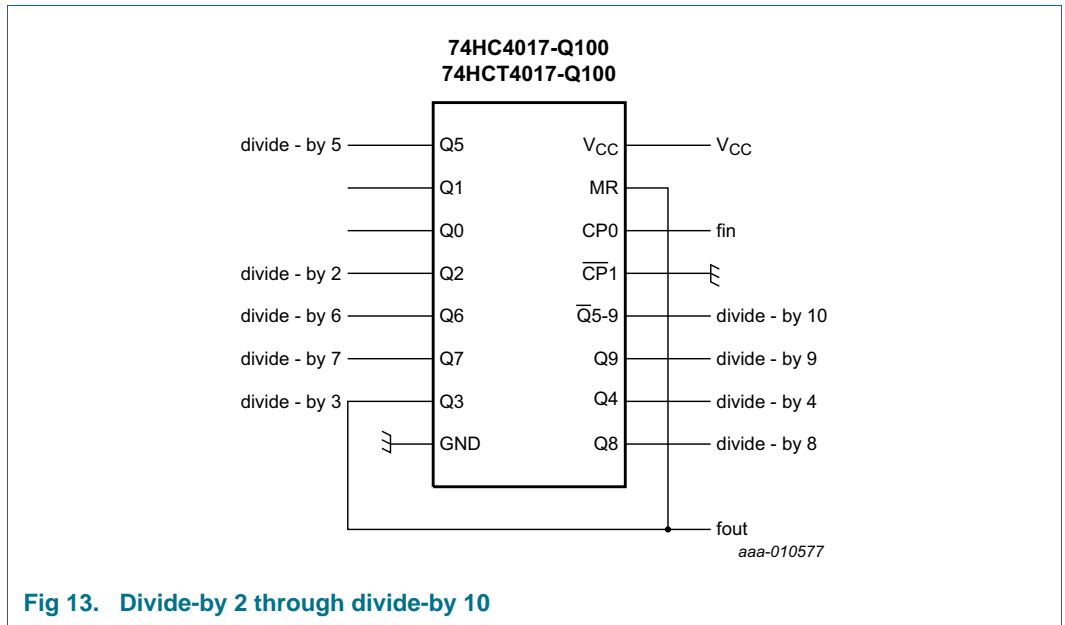 74HC4017-Q100
74HCT4017-Q100
divide - by 5 Q5 VCC VCC
Q1 MR
Q0 CP0 fin
divide - by 2 Q2 C̅P̅1
divide - by 6 Q6 Q̅5-9 divide - by 10
divide - by 7 Q7 Q9 divide - by 9
divide - by 3 Q3 Q4 divide - by 4
GND Q8 divide - by 8
fout
aaa-010577
Fig 13. Divide-by 2 through divide-by 10